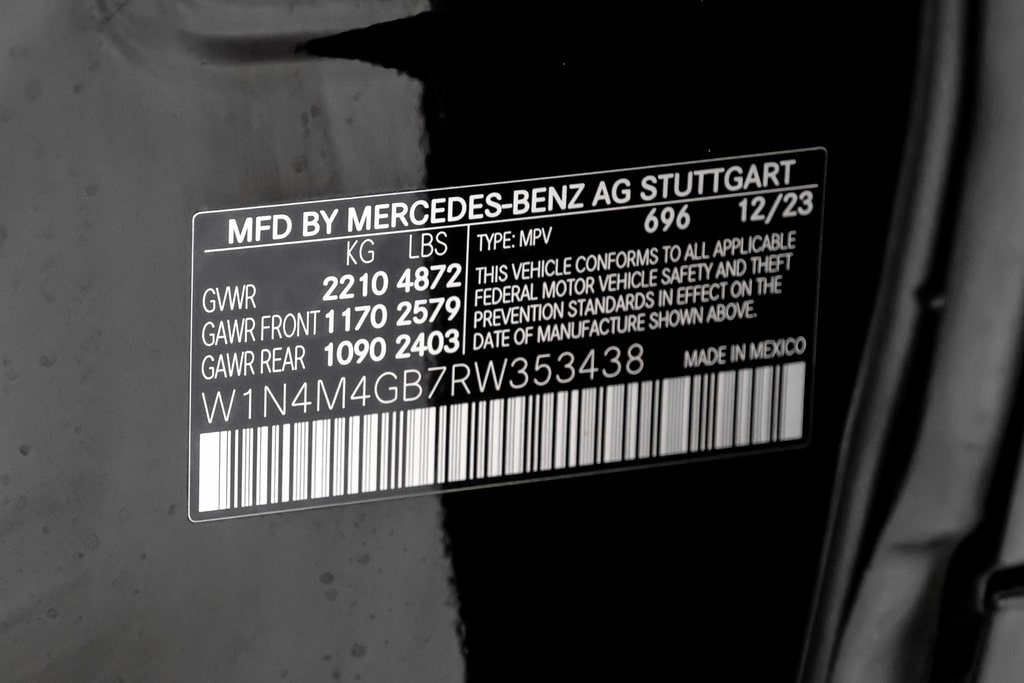 MFD BY MERCEDES-BENZ AG STUTTGART
KG LBS
GVWR 2210 4872
GAWR FRONT 1170 2579
GAWR REAR 1090 2403
TYPE: MPV 696 12/23
THIS VEHICLE CONFORMS TO ALL APPLICABLE
FEDERAL MOTOR VEHICLE SAFETY AND THEFT
PREVENTION STANDARDS IN EFFECT ON THE
DATE OF MANUFACTURE SHOWN ABOVE.
W1N4M4GB7RW353438
MADE IN MEXICO